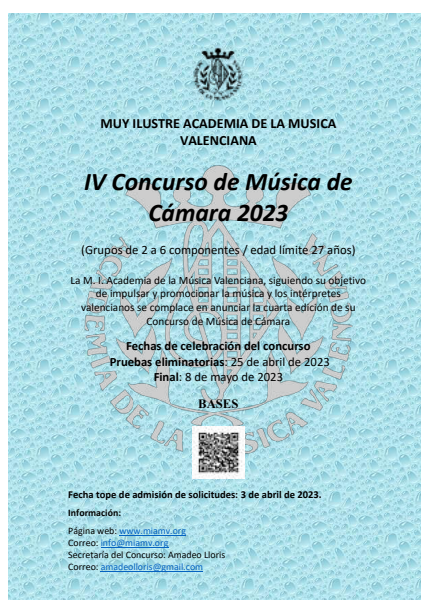 MUY ILUSTRE ACADEMIA DE LA MUSICA
VALENCIANA
IV Concurso de Música de
Cámara 2023
(Grupos de 2 a 6 componentes / edad límite 27 años)
La M. I. Academia de la Música Valenciana, siguiendo su objetivo
de impulsar y promocionar la música y los intérpretes
valencianos se complace en anunciar la cuarta edición de su
Concurso de Música de Cámara
Fechas de celebración del concurso
Pruebas eliminatorias: 25 de abril de 2023
Final: 8 de mayo de 2023
BASES
Fecha tope de admisión de solicitudes: 3 de abril de 2023.
Información:
Página web: www.miamv.org
Correo: info@miamv.org
Secretaría del Concurso: Amadeo Lloris
Correo: amadeolloris@gmail.com